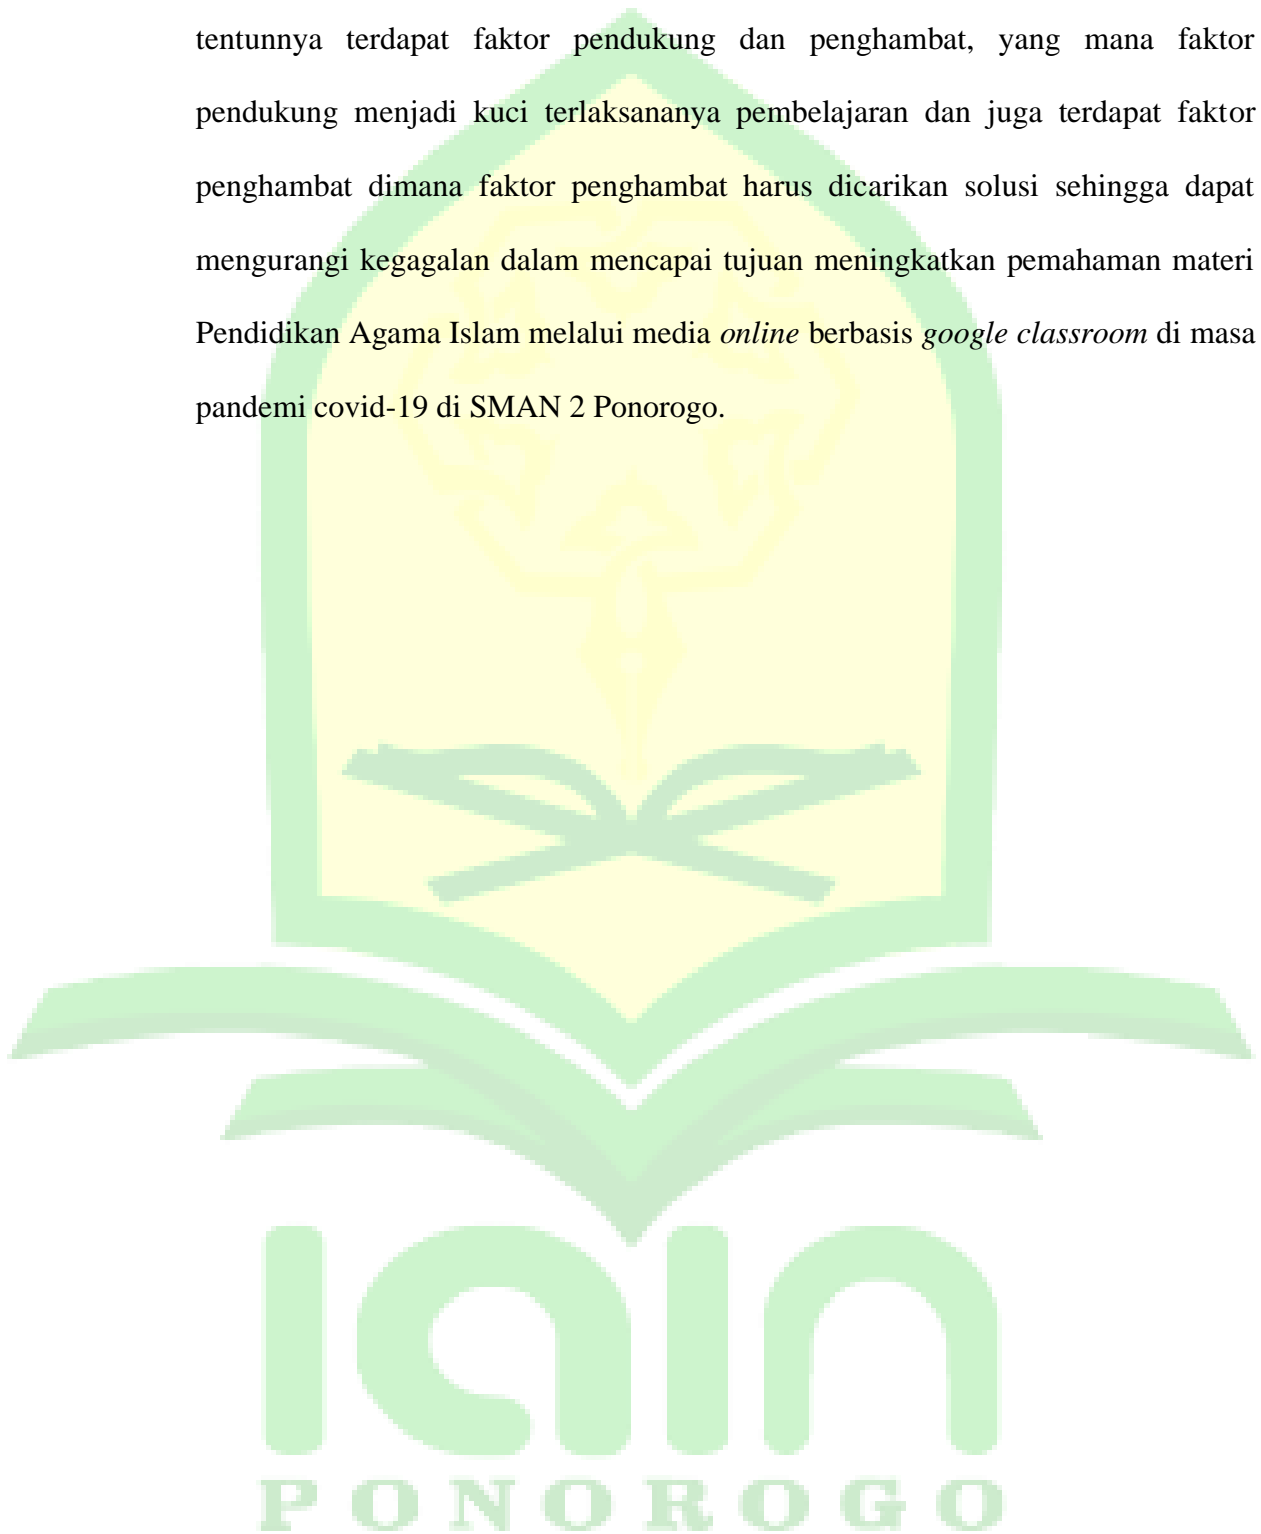 tentunnya terdapat faktor pendukung dan penghambat, yang mana faktor
pendukung menjadi kuci terlaksananya pembelajaran dan juga terdapat faktor
penghambat dimana faktor penghambat harus dicarikan solusi sehingga dapat
mengurangi kegagalan dalam mencapai tujuan meningkatkan pemahaman materi
Pendidikan Agama Islam melalui media online berbasis google classroom di masa
pandemi covid-19 di SMAN 2 Ponorogo.
iain
PONOROGO